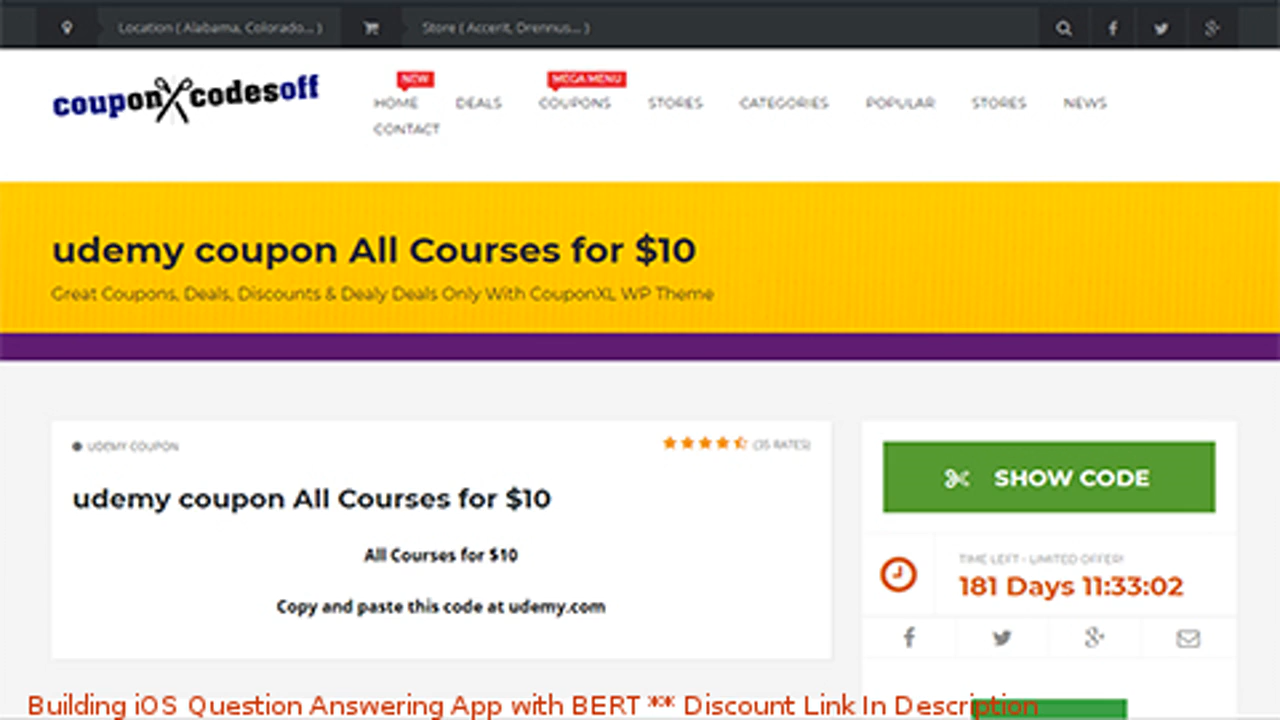 Location ( Alabama, Colorado... )
Store ( Accent, Drennus... )
couponcodesoff
NEW
MEGA MENU
HOME DEALS COUPONS STORES CATEGORIES POPULAR STORES NEWS
CONTACT
udemy coupon All Courses for $10
Great Coupons, Deals, Discounts & Dealy Deals Only With CouponXL WP Theme
UDEMY COUPON
(35 RATES)
udemy coupon All Courses for $10
All Courses for $10
Copy and paste this code at udemy.com
SHOW CODE
TIME LEFT - LIMITED OFFER!
181 Days 11:33:02
Building iOS Question Answering App with BERT ** Discount Link In Description